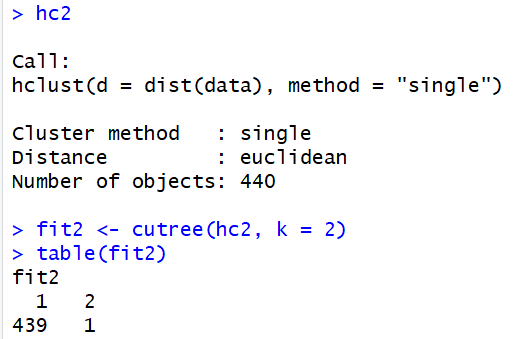 > hc2
Call:
hclust(d = dist(data), method = "single")
Cluster method   : single
Distance         : euclidean
Number of objects: 440
> fit2 <- cutree(hc2, k = 2)
> table(fit2)
fit2
  1   2
439   1